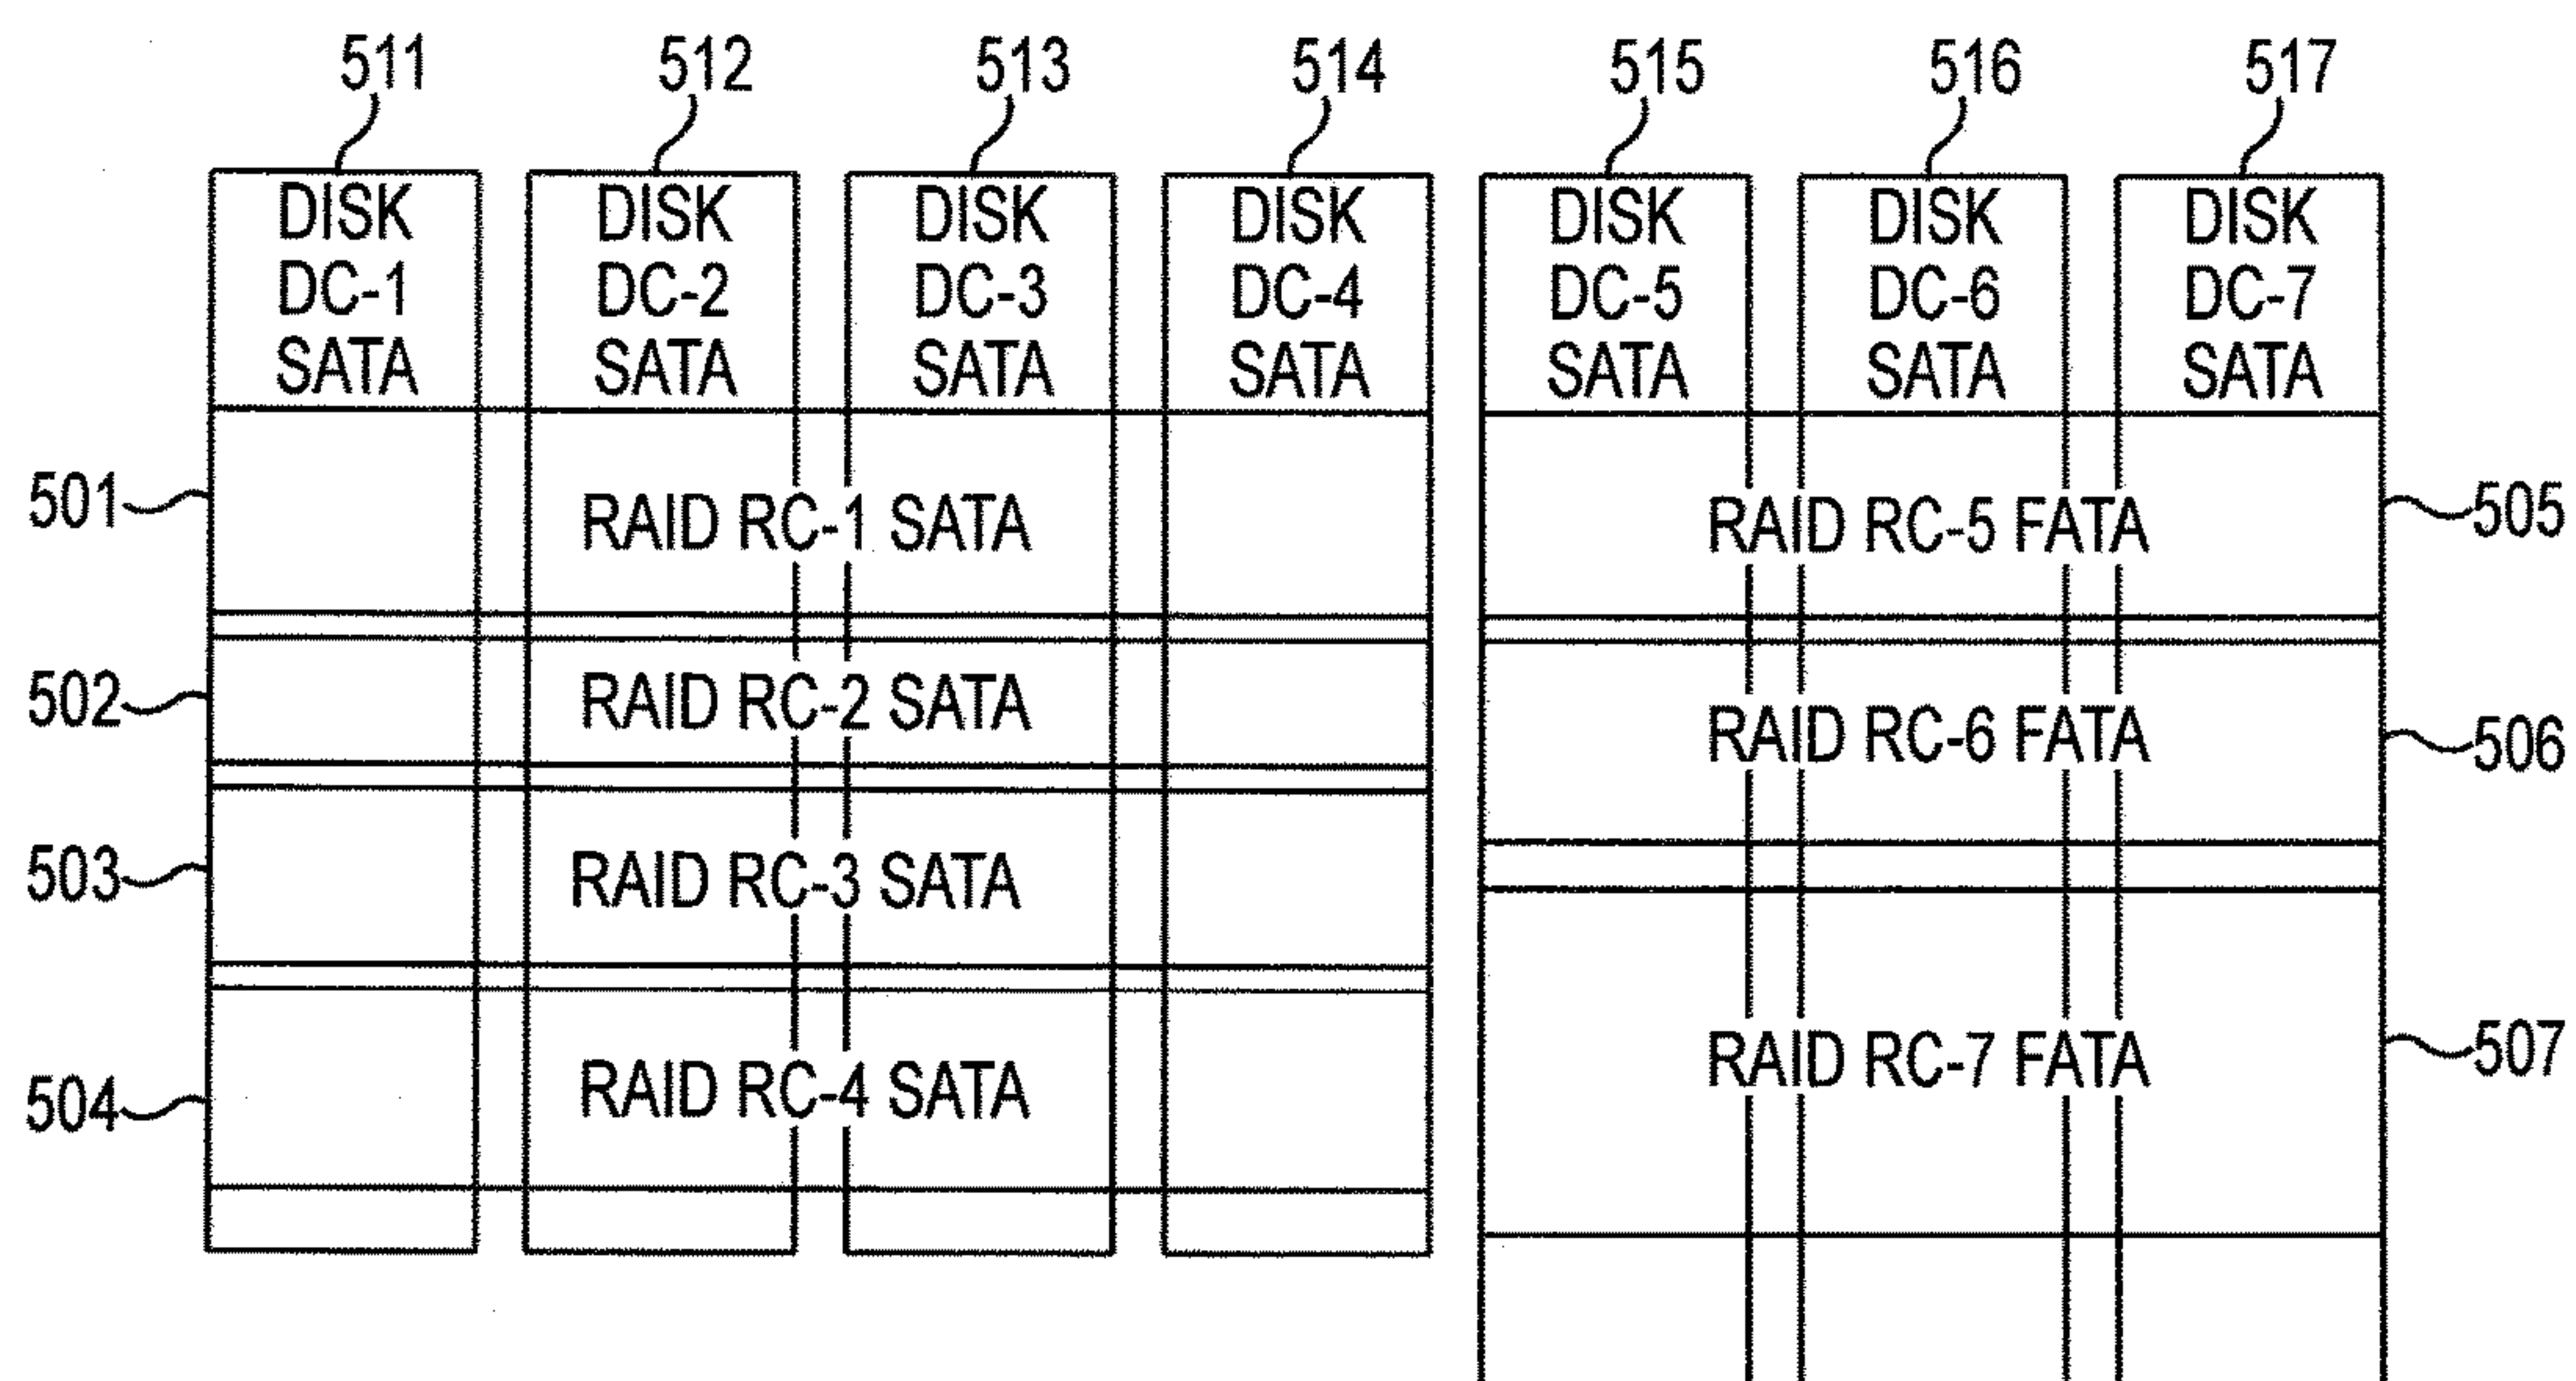 511
512
513
514
515
516
517
DISK
DC-1
SATA
DISK
DC-2
SATA
DISK
DC-3
SATA
DISK
DC-4
SATA
DISK
DC-5
SATA
DISK
DC-6
SATA
DISK
DC-7
SATA
501
RAID RC-1 SATA
502
RAID RC-2 SATA
503
RAID RC-3 SATA
504
RAID RC-4 SATA
RAID RC-5 FATA
505
RAID RC-6 FATA
506
RAID RC-7 FATA
507